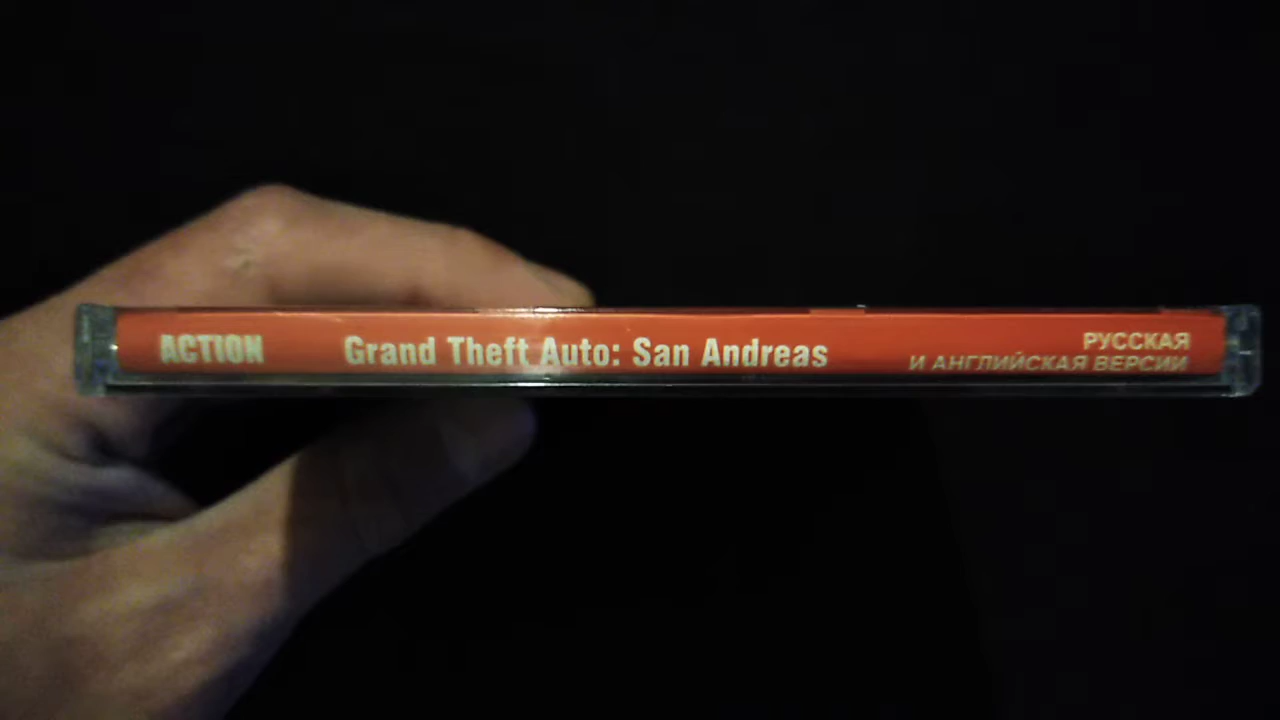 ACTION
Grand Theft Auto: San Andreas
РУССКАЯ
И АНГЛИЙСКАЯ ВЕРСИИ